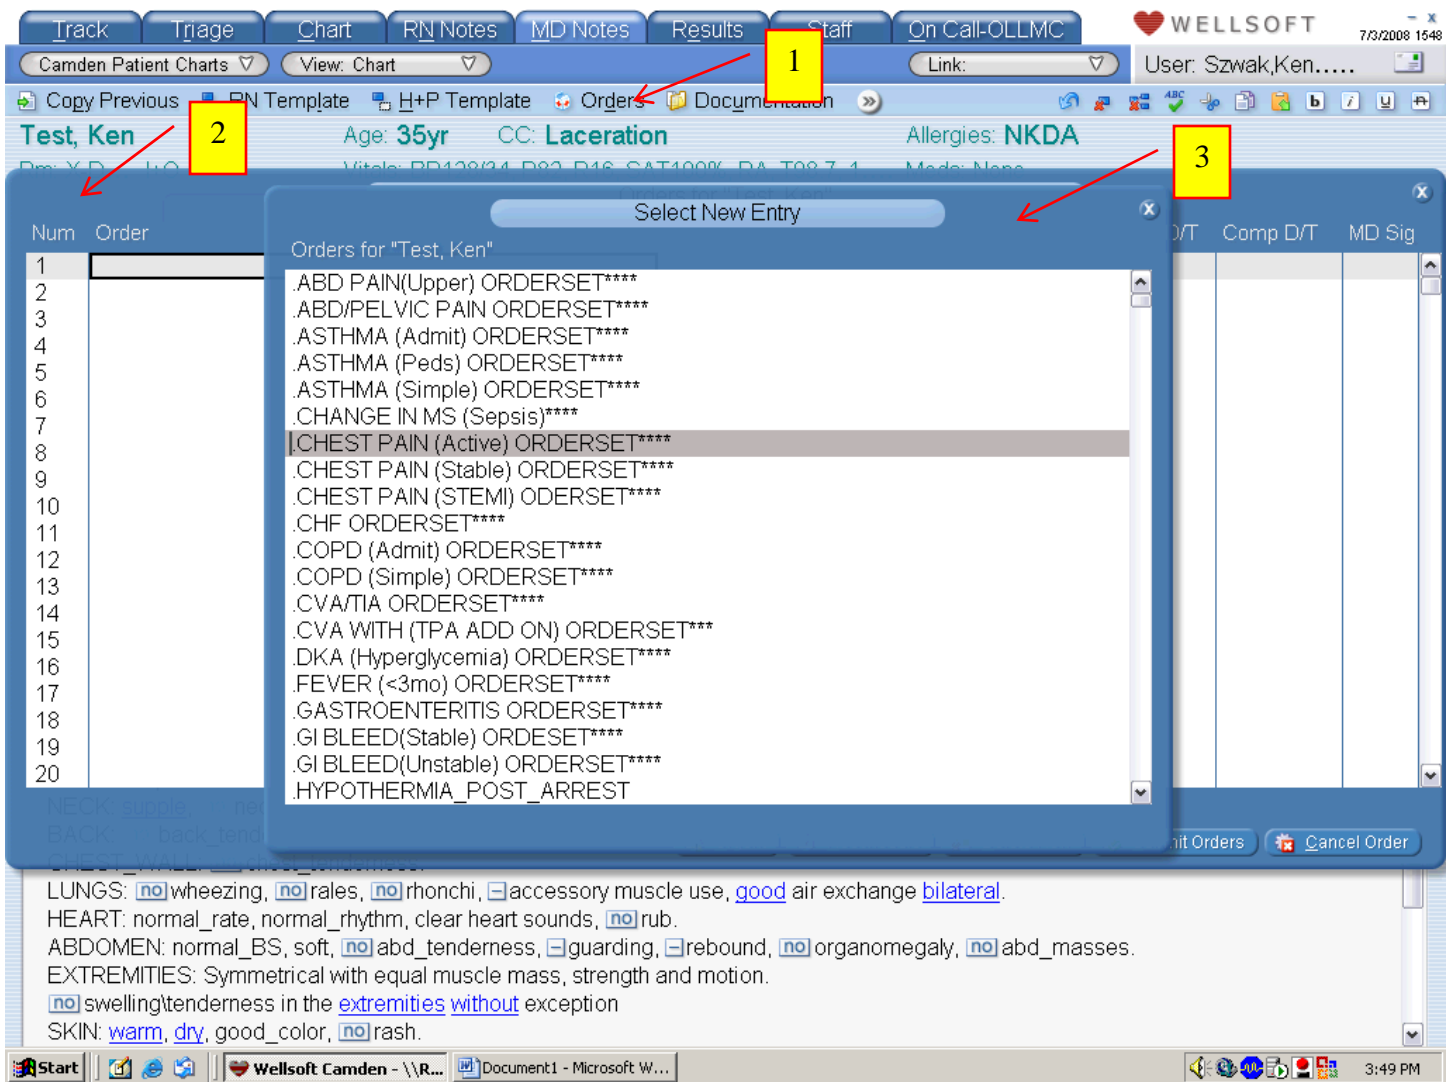 Track Triage Chart RN Notes MD Notes Results Staff On Call-OLLMC WELLSOFT 7/3/2008 1548
Camden Patient Charts View: Chart Link: User: Szwak,Ken.....
1
Copy Previous RN Template H+P Template Orders Documentation
2
Test, Ken Age: 35yr CC: Laceration Allergies: NKDA
3
Orders for "Test, Ken"
Select New Entry
Num Order D/T Comp D/T MD Sig
Orders for "Test, Ken"
1
2
3
4
5
6
7
8
9
10
11
12
13
14
15
16
17
18
19
20
.ABD PAIN(Upper) ORDERSET****
.ABD/PELVIC PAIN ORDERSET****
.ASTHMA (Admit) ORDERSET****
.ASTHMA (Peds) ORDERSET****
.ASTHMA (Simple) ORDERSET****
.CHANGE IN MS (Sepsis)****
.CHEST PAIN (Active) ORDERSET****
.CHEST PAIN (Stable) ORDERSET****
.CHEST PAIN (STEMI) ODERSET****
.CHF ORDERSET****
.COPD (Admit) ORDERSET****
.COPD (Simple) ORDERSET****
.CVA/TIA ORDERSET****
.CVA WITH (TPA ADD ON) ORDERSET***
.DKA (Hyperglycemia) ORDERSET****
.FEVER (<3mo) ORDERSET****
.GASTROENTERITIS ORDERSET****
.GI BLEED(Stable) ORDESET****
.GI BLEED(Unstable) ORDERSET****
.HYPOTHERMIA_POST_ARREST
NECK: supple,
BACK: back_tend
Orders Cancel Order
CHEST_WALL:
LUNGS: no wheezing, no rales, no rhonchi, – accessory muscle use, good air exchange bilateral.
HEART: normal_rate, normal_rhythm, clear heart sounds, no rub.
ABDOMEN: normal_BS, soft, no abd_tenderness, – guarding, – rebound, no organomegaly, no abd_masses.
EXTREMITIES: Symmetrical with equal muscle mass, strength and motion.
no swelling\tenderness in the extremities without exception
SKIN: warm, dry, good_color, no rash.
Start Wellsoft Camden - \\R... Document1 - Microsoft W... 3:49 PM